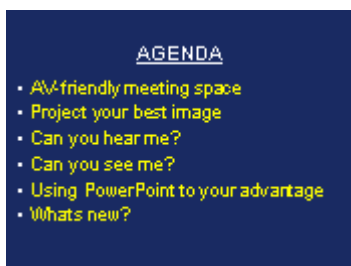 AGENDA
• AV-friendly meeting space
• Project your best image
• Can you hear me?
• Can you see me?
• Using PowerPoint to your advantage
• Whats new?